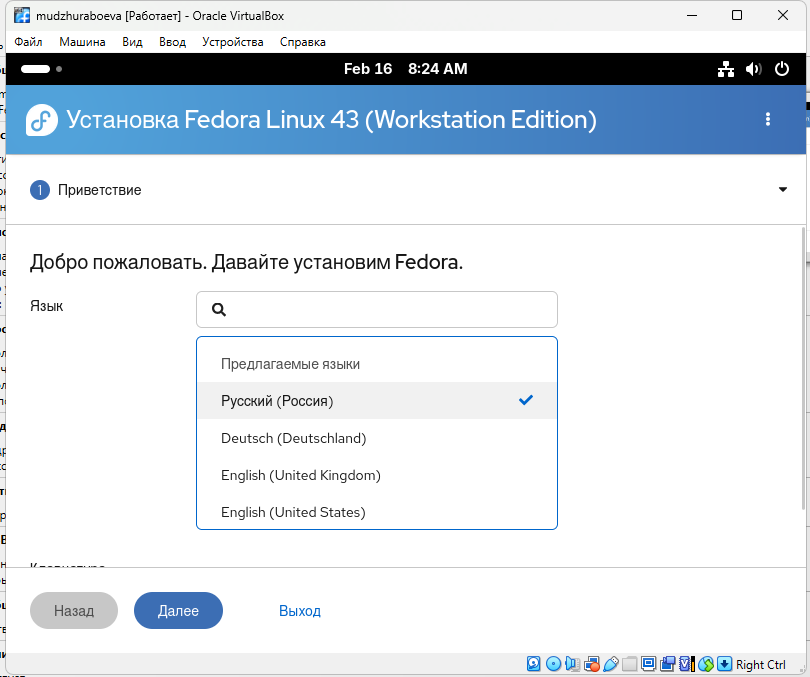 mudzhuraboeva [Работает] - Oracle VirtualBox
Файл Машина Вид Ввод Устройства Справка
Feb 16 8:24 AM
Установка Fedora Linux 43 (Workstation Edition)
1 Приветствие
Добро пожаловать. Давайте установим Fedora.
Язык
Предлагаемые языки
Русский (Россия)
Deutsch (Deutschland)
English (United Kingdom)
English (United States)
Назад Далее Выход
Right Ctrl